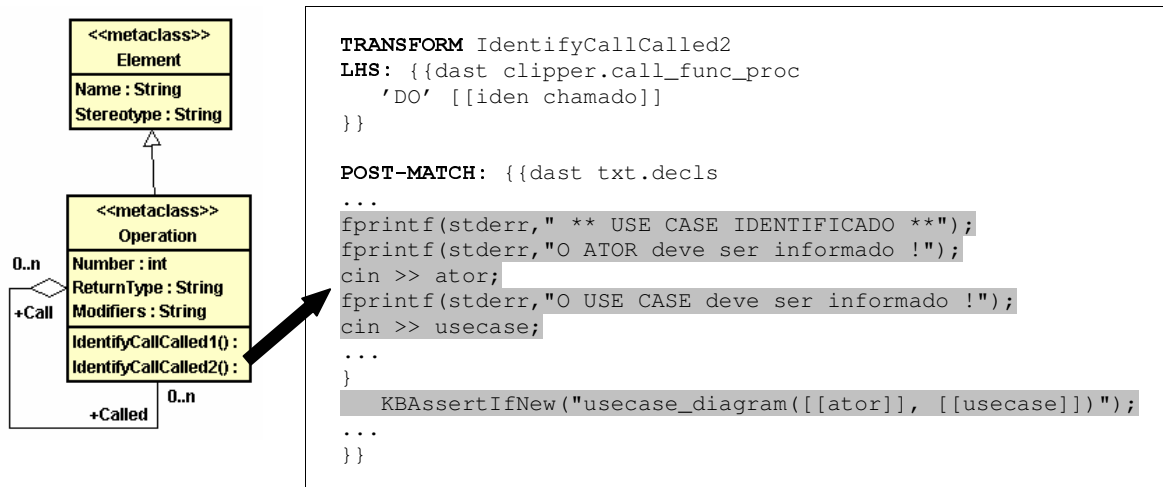 <<metaclass>>
Element
Name : String
Stereotype : String
<<metaclass>>
Operation
Number : int
ReturnType : String
Modifiers : String
IdentifyCallCalled1() :
IdentifyCallCalled2() :
0..n
+Call
0..n
+Called
TRANSFORM IdentifyCallCalled2
LHS: {{dast clipper.call_func_proc
'DO' [[iden chamado]]
}}
POST-MATCH: {{dast txt.decls
...
fprintf(stderr," ** USE CASE IDENTIFICADO **");
fprintf(stderr,"O ATOR deve ser informado !");
cin >> ator;
fprintf(stderr,"O USE CASE deve ser informado !");
cin >> usecase;
...
}
KBAssertIfNew("usecase_diagram([[ator]], [[usecase]])");
...
}}